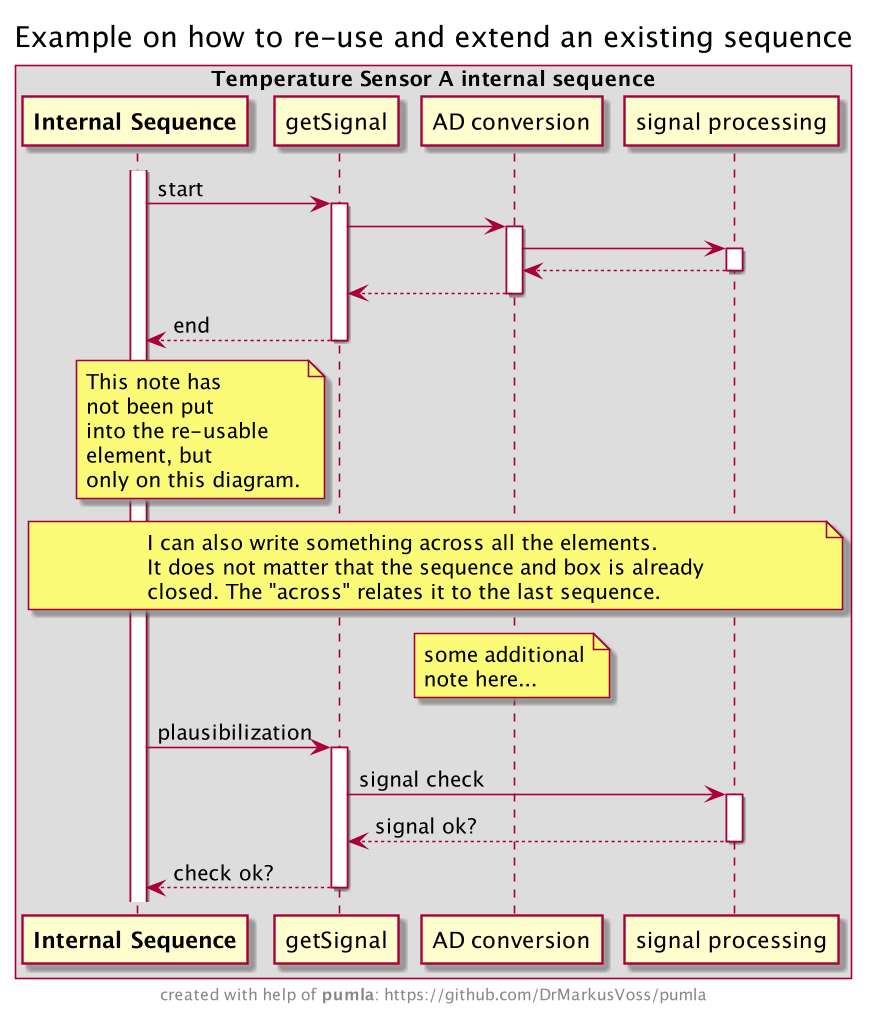 Example on how to re-use and extend an existing sequence
Temperature Sensor A internal sequence
Internal Sequence
getSignal
AD conversion
signal processing
start
end
This note has
not been put
into the re-usable
element, but
only on this diagram.
I can also write something across all the elements.
It does not matter that the sequence and box is already
closed. The "across" relates it to the last sequence.
some additional
note here...
plausibilization
signal check
signal ok?
check ok?
Internal Sequence
getSignal
AD conversion
signal processing
created with help of pumla: https://github.com/DrMarkusVoss/pumla